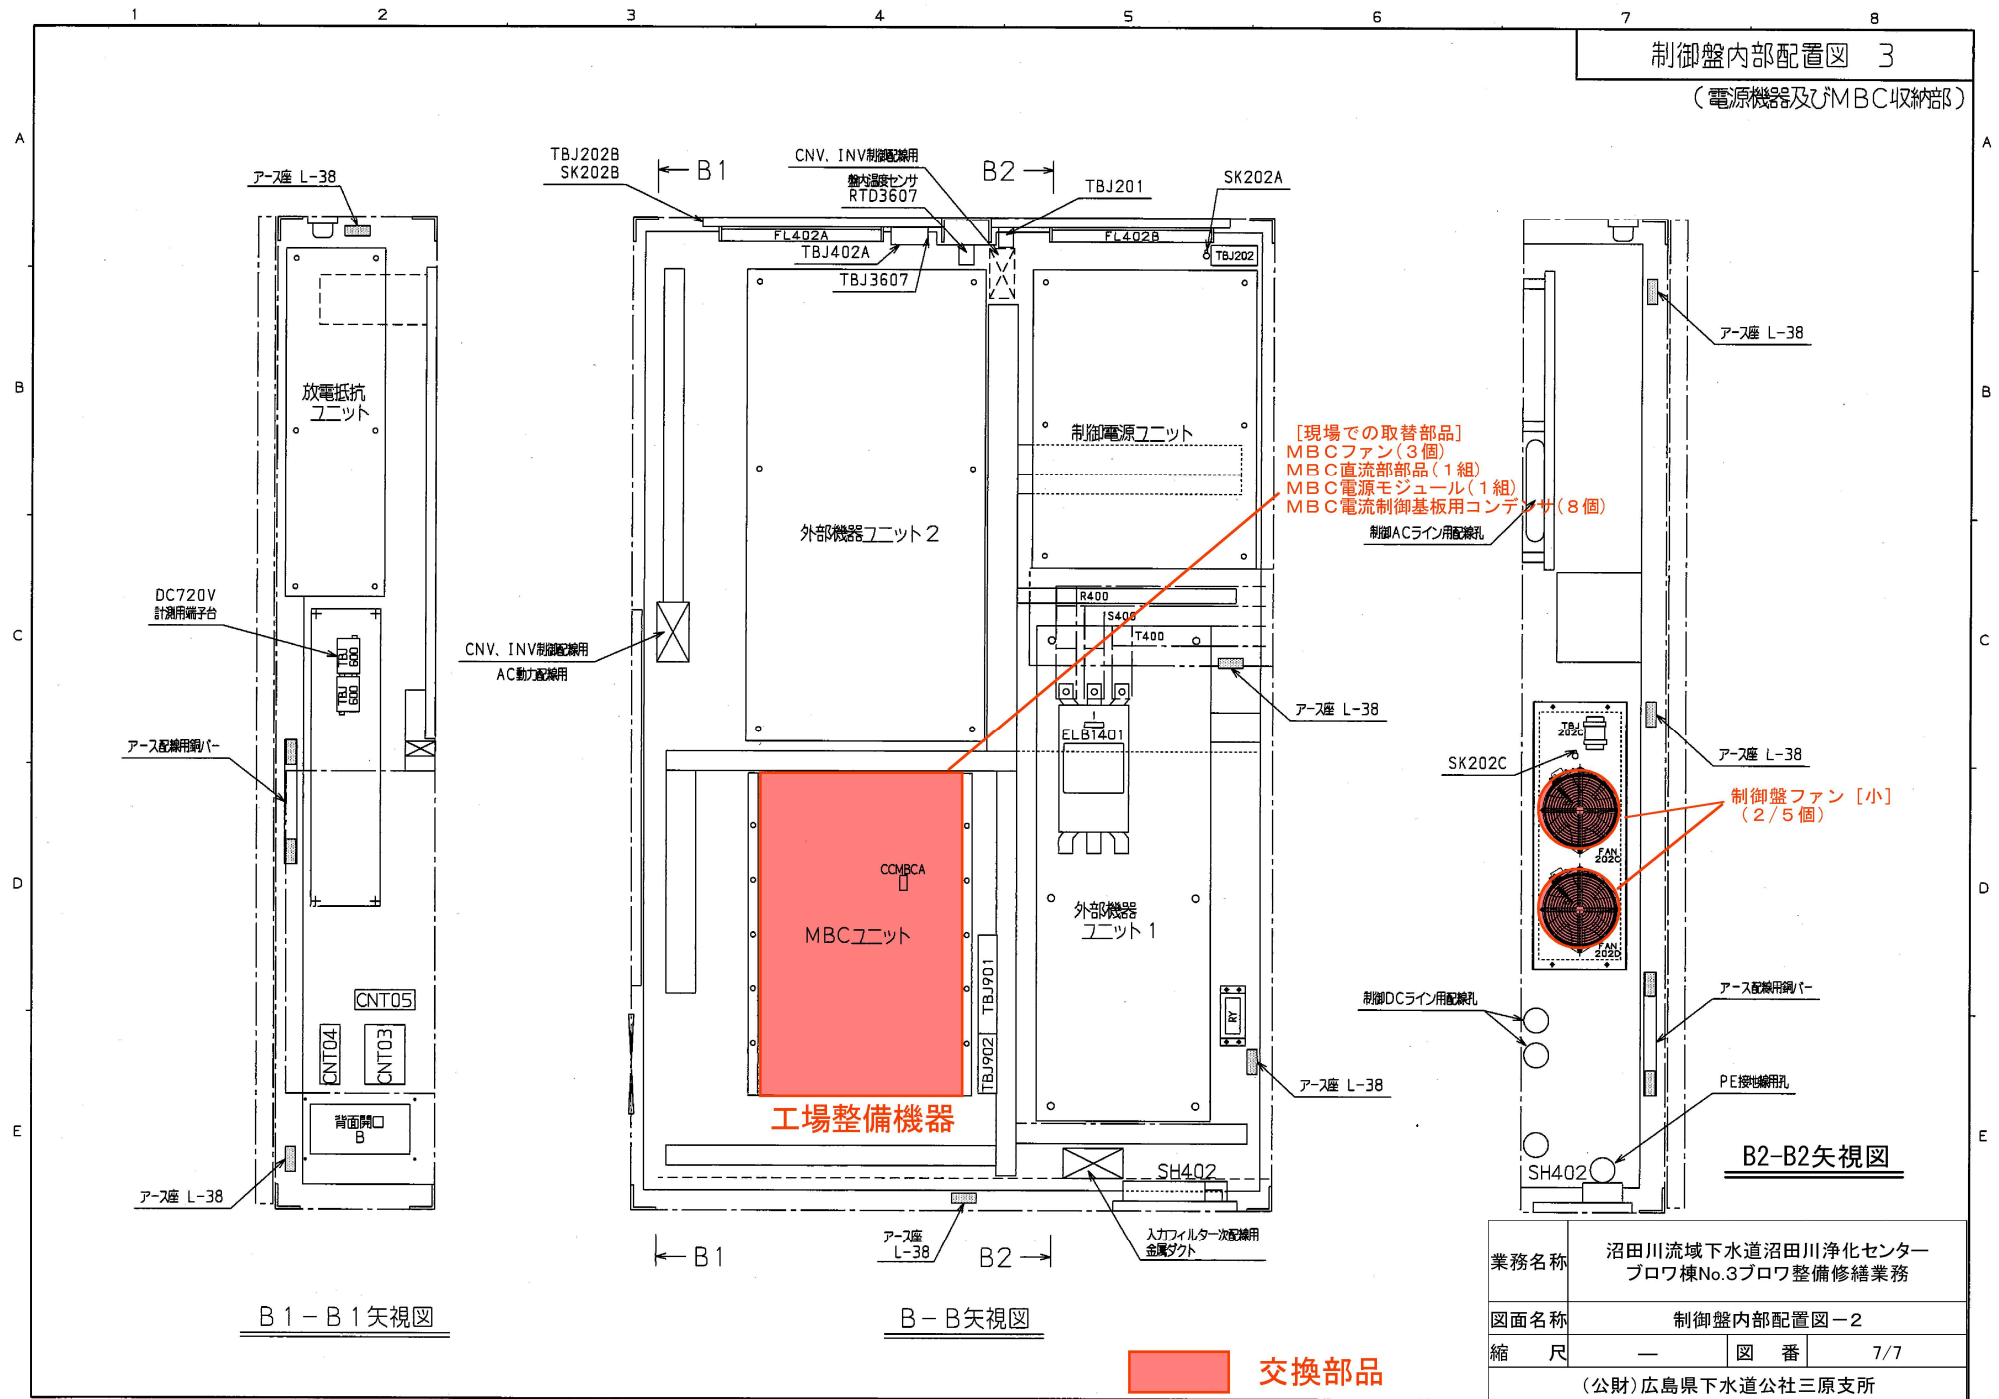 1 2 3 4 5 6 7 8
制御盤内部配置図 3
(電源機器及びMBC収納部)
A
A
B
B
C
C
D
D
E
E
アース座 L-38
放電抵抗
ユニット
DC720V
計測用端子台
TBJ
600
TBJ
600
アース配線用銅バー
CNT05
CNT04
CNT03
背面開口
B
アース座 L-38
B1-B1矢視図
TBJ202B
SK202B
B1
CNV、INV制御配線用
盤内温度センサ
RTD3607
B2
TBJ201
SK202A
FL402A
TBJ402A
TBJ3607
FL402B
TBJ202
制御電源ユニット
外部機器ユニット2
[現場での取替部品]
MBCファン(3個)
MBC直流部部品(1組)
MBC電源モジュール(1組)
MBC電流制御基板用コンデンサ(8個)
CNV、INV制御配線用
AC動力配線用
R400
S400
T400
アース座 L-38
ELB1401
CCMBCA
MBCユニット
外部機器
ユニット1
TBJ901
TBJ902
RY
アース座 L-38
工場整備機器
SH402
入力フィルター次配線用
金属ダクト
アース座
L-38
B1
B2
B-B矢視図
交換部品
アース座 L-38
制御ACライン用配線孔
TBJ
202C
SK202C
アース座 L-38
制御盤ファン[小]
(2/5個)
FAN
202C
FAN
202D
制御DCライン用配線孔
アース配線用銅バー
PE接地線用孔
SH402
B2-B2矢視図
業務名称
沼田川流域下水道沼田川浄化センター
ブロワ棟No.3ブロワ整備修繕業務
図面名称 制御盤内部配置図-2
縮尺 ― 図番 7/7
(公財)広島県下水道公社三原支所